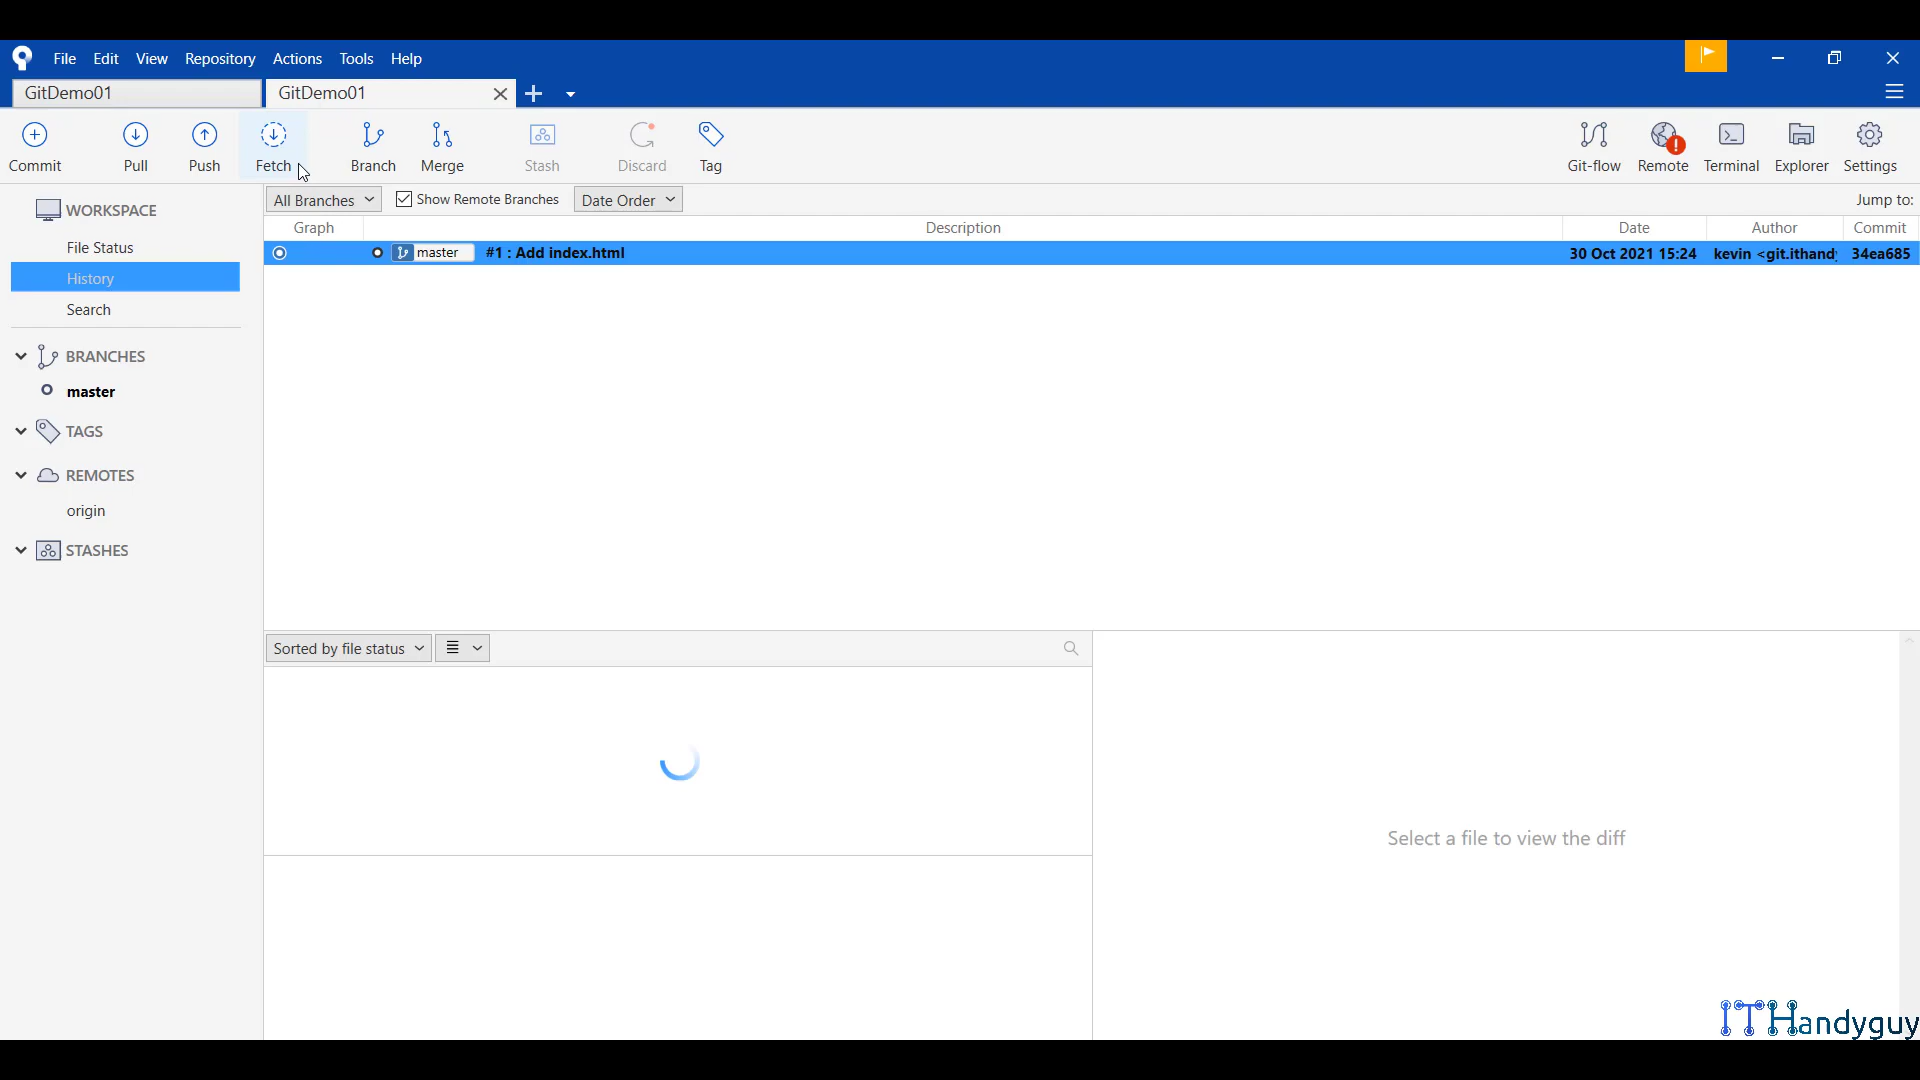 File Edit View Repository Actions Tools Help
GitDemo01 GitDemo01
Commit Pull Push Fetch Branch Merge Stash Discard Tag Git-flow Remote Terminal Explorer Settings
All Branches Show Remote Branches Date Order Jump to:
Graph Description Date Author Commit
master #1 : Add index.html 30 Oct 2021 15:24 kevin <git.ithandy 34ea685
WORKSPACE
File Status
History
Search
BRANCHES
master
TAGS
REMOTES
origin
STASHES
Sorted by file status
Select a file to view the diff
ITHandyguy